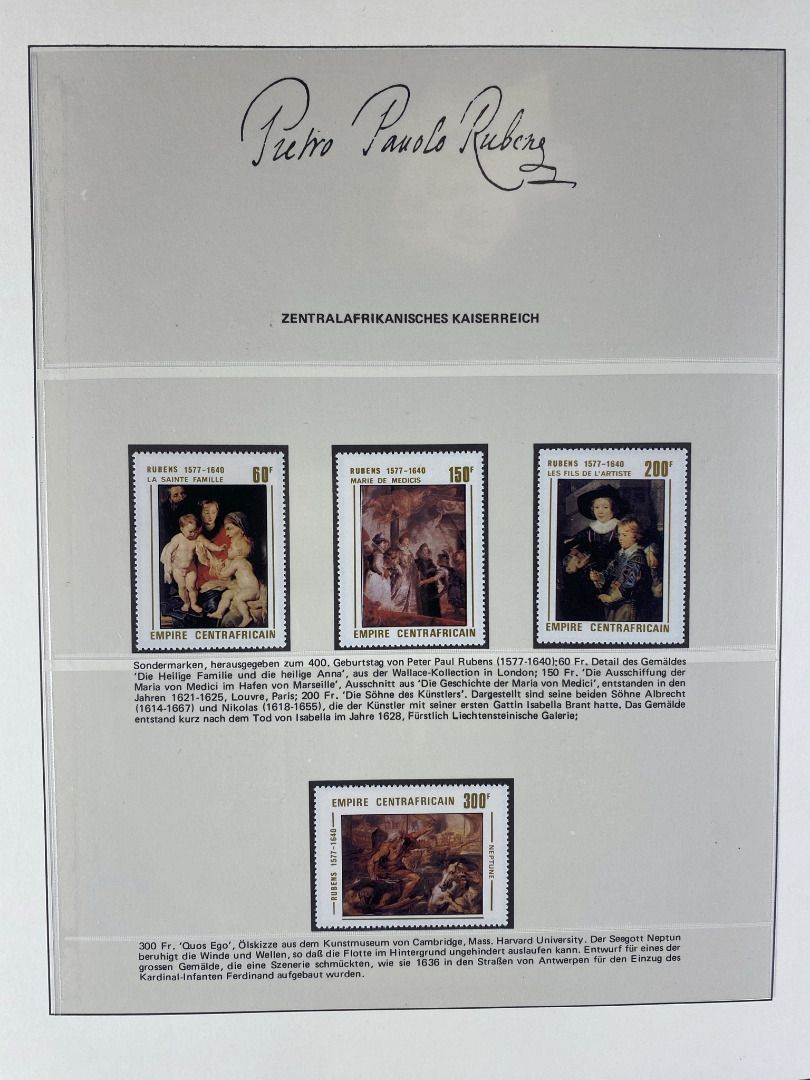 Pietro Pauolo Rubens
ZENTRALAFRIKANISCHES KAISERREICH
RUBENS 1577-1640 60F
LA SAINTE FAMILLE
EMPIRE CENTRAFRICAIN
RUBENS 1577-1640 150F
MARIE DE MEDICIS
EMPIRE CENTRAFRICAIN
RUBENS 1577-1640 200F
LES FILS DE L'ARTISTE
EMPIRE CENTRAFRICAIN
Sondermarken, herausgegeben zum 400. Geburtstag von Peter Paul Rubens (1577-1640):60 Fr. Detail des Gemäldes
'Die Heilige Familie und die heilige Anna', aus der Wallace-Kollection in London; 150 Fr. 'Die Ausschiffung der
Maria von Medici im Hafen von Marseille', Ausschnitt aus 'Die Geschichte der Maria von Medici', entstanden in den
Jahren 1621-1625, Louvre, Paris; 200 Fr. 'Die Söhne des Künstlers'. Dargestellt sind seine beiden Söhne Albrecht
(1614-1667) und Nikolas (1618-1655), die der Künstler mit seiner ersten Gattin Isabella Brant hatte. Das Gemälde
entstand kurz nach dem Tod von Isabella im Jahre 1628, Fürstlich Liechtensteinische Galerie;
EMPIRE CENTRAFRICAIN 300F
RUBENS 1577-1640
NEPTUNE
300 Fr. 'Quos Ego', Ölskizze aus dem Kunstmuseum von Cambridge, Mass. Harvard University. Der Seegott Neptun
beruhigt die Winde und Wellen, so daß die Flotte im Hintergrund ungehindert auslaufen kann. Entwurf für eines der
grossen Gemälde, die eine Szenerie schmückten, wie sie 1636 in den Straßen von Antwerpen für den Einzug des
Kardinal-Infanten Ferdinand aufgebaut wurden.